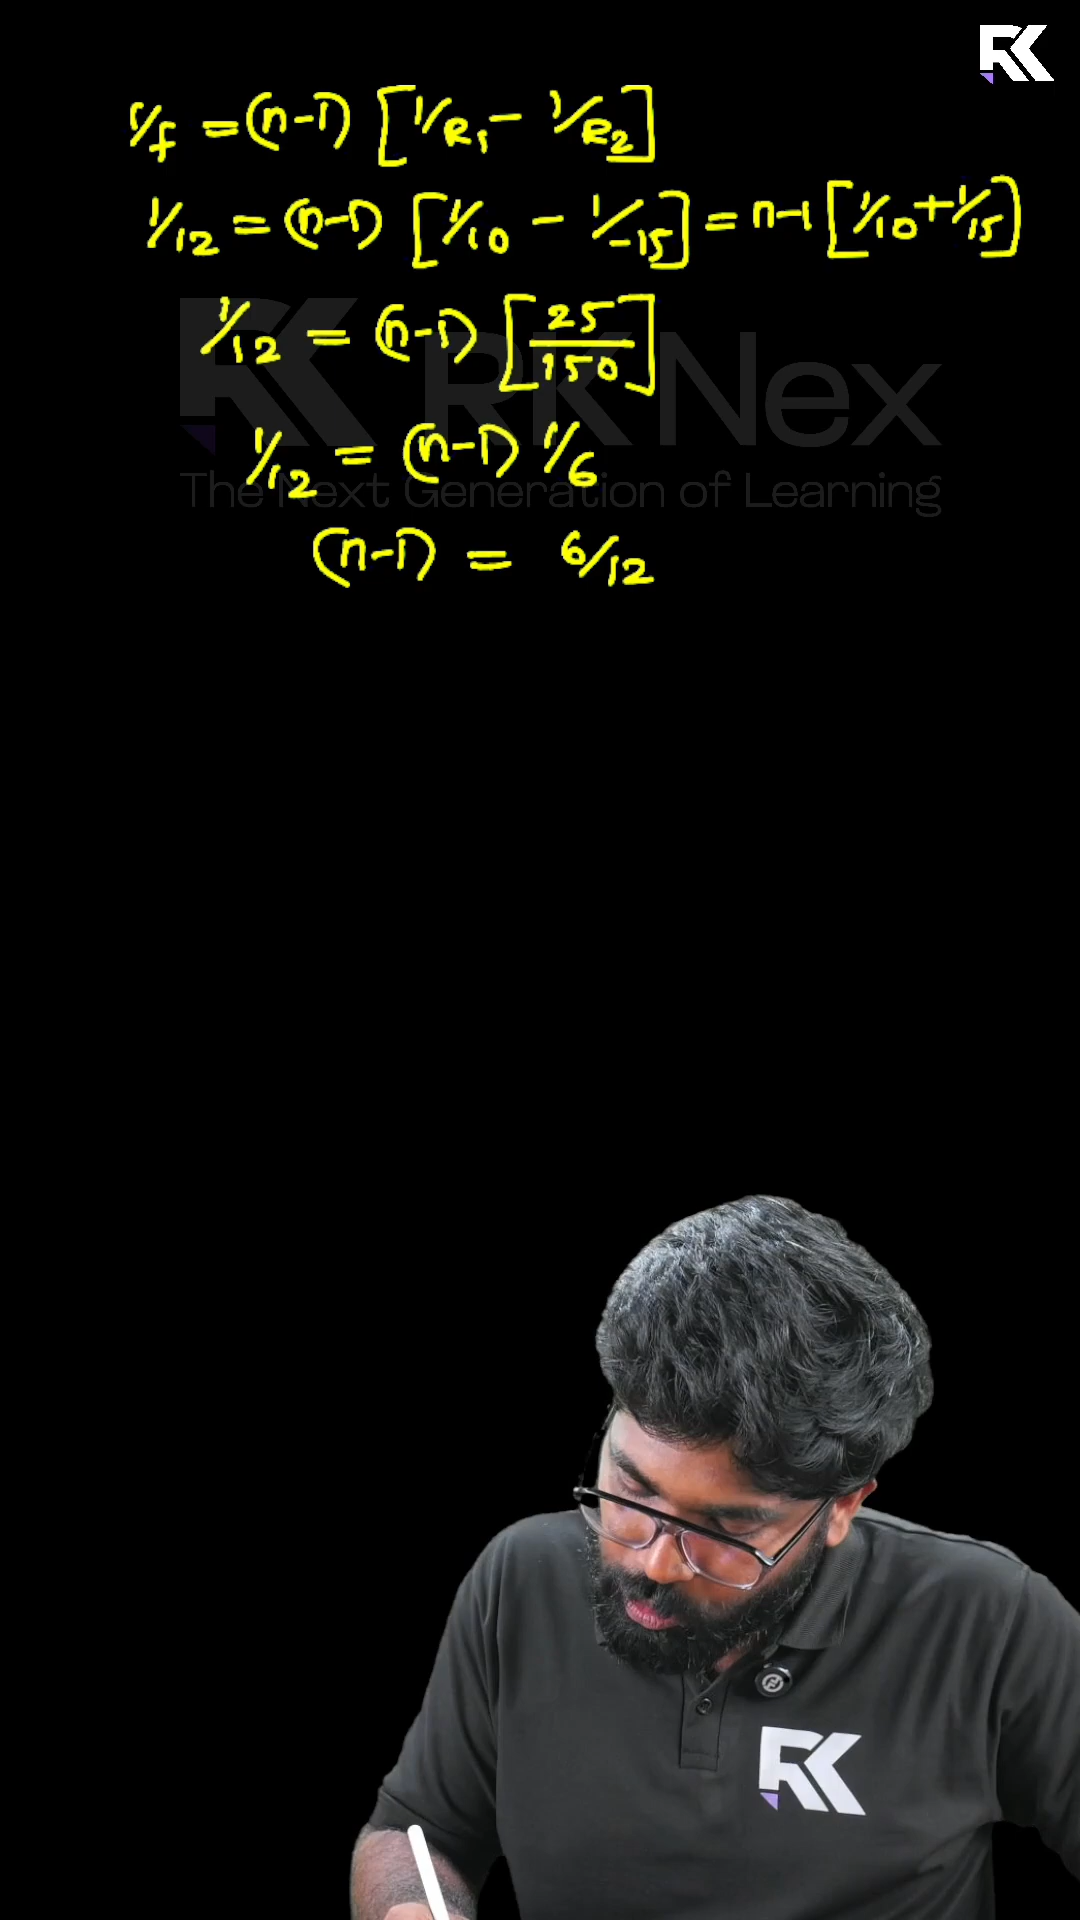 RK
1/f = (n-1) [1/R₁ - 1/R₂]
1/12 = (n-1) [1/10 - 1/-15] = n-1 [1/10 + 1/15]
1/12 = (n-1) [25/150]
1/12 = (n-1) 1/6
(n-1) = 6/12
RK Nex
The Next Generation of Learning
RK